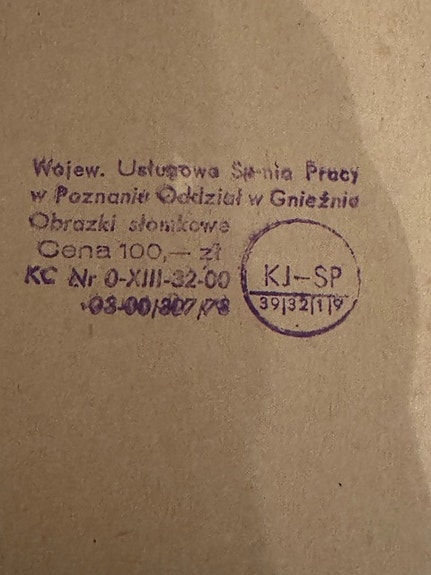 Wojew. Usługowa Sp-nia Pracy
w Poznaniu Oddział w Gnieźnie
Obrazki słomkowe
Cena 100,— zł
KC Nr 0-XIII-32-00
03-00/307/78
KJ—SP
39|32|1|9